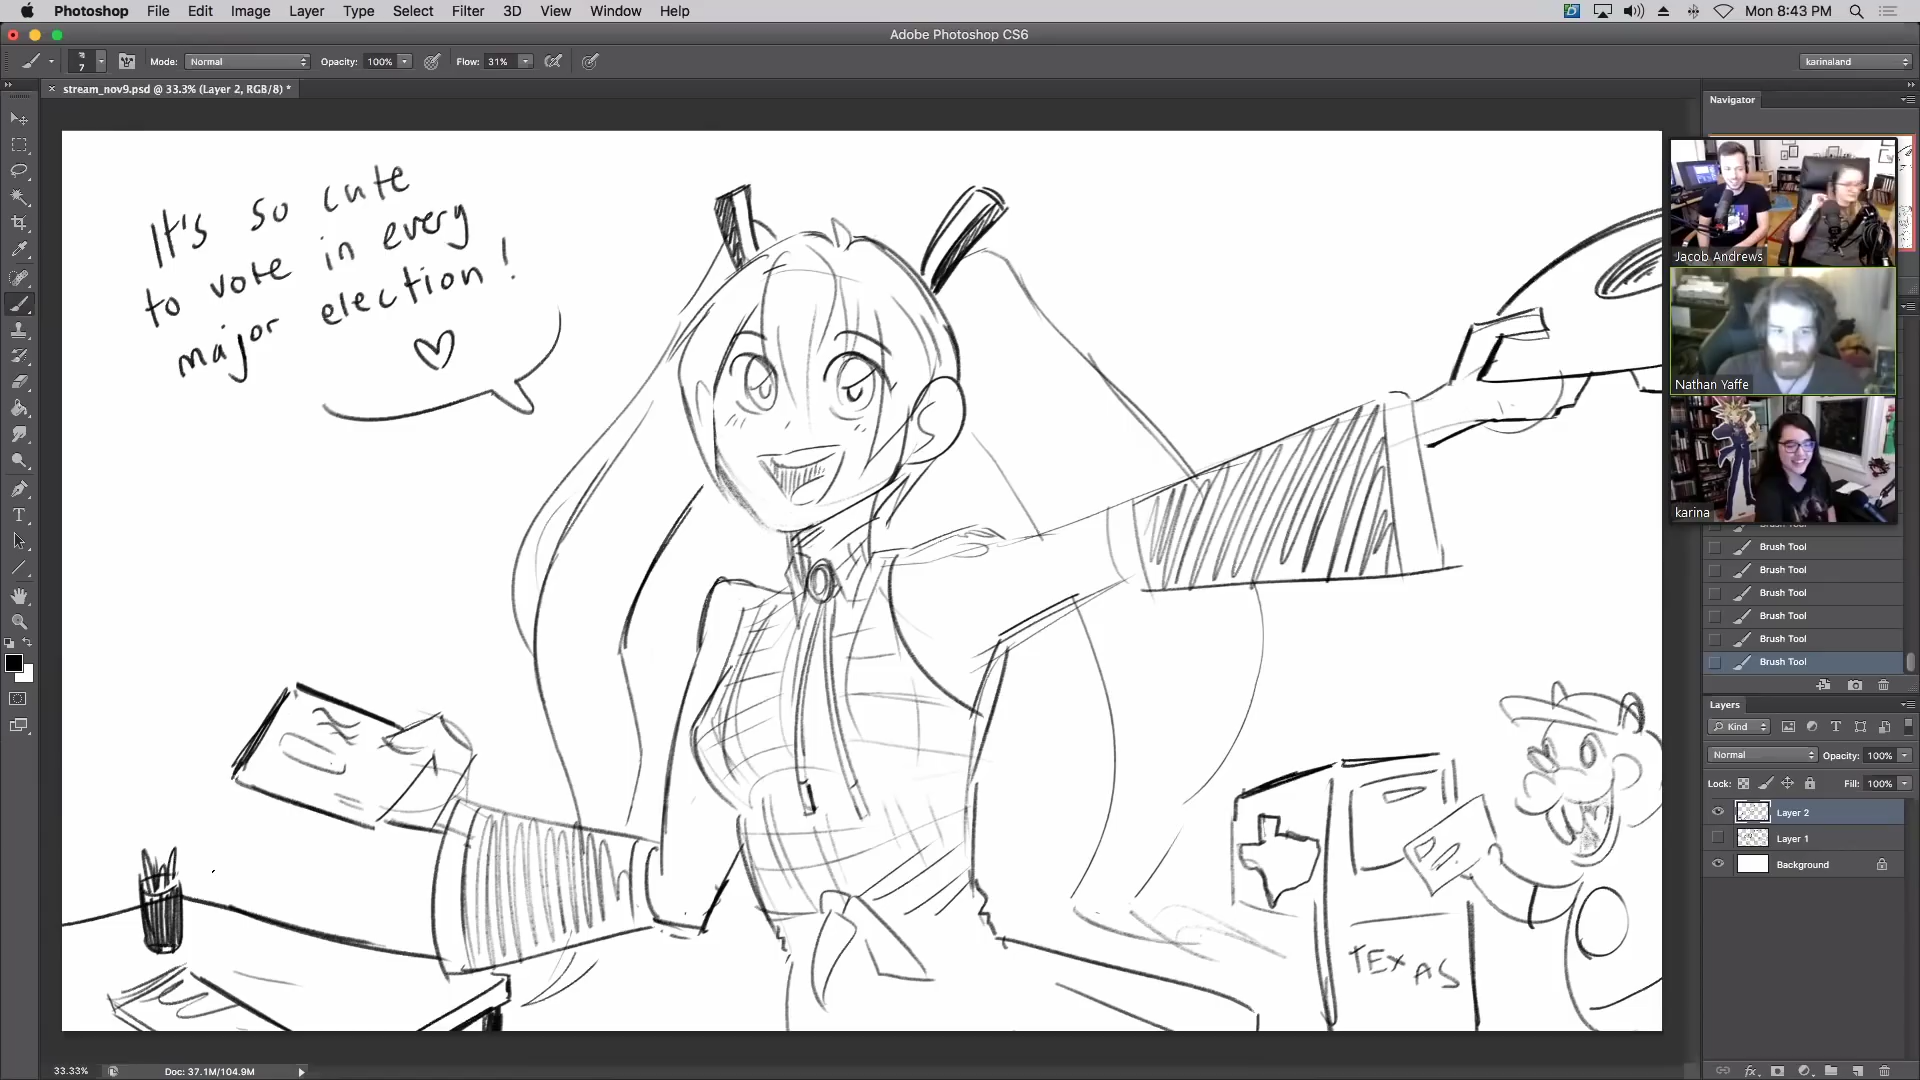 Photoshop File Edit Image Layer Type Select Filter 3D View Window Help
Mon 8:43 PM
Adobe Photoshop CS6
7
Mode: Normal
Opacity: 100%
Flow: 31%
karinaland
stream_nov9.psd @ 33.3% (Layer 2, RGB/8) *
Navigator
It's so cute
to vote in every
major election!
Jacob Andrews
Nathan Yaffe
karina
TEXAS
Brush Tool
Brush Tool
Brush Tool
Brush Tool
Brush Tool
Brush Tool
Brush Tool
Layers
Kind
Normal
Opacity: 100%
Lock:
Fill: 100%
Layer 2
Layer 1
Background
33.33%
Doc: 37.1M/104.9M